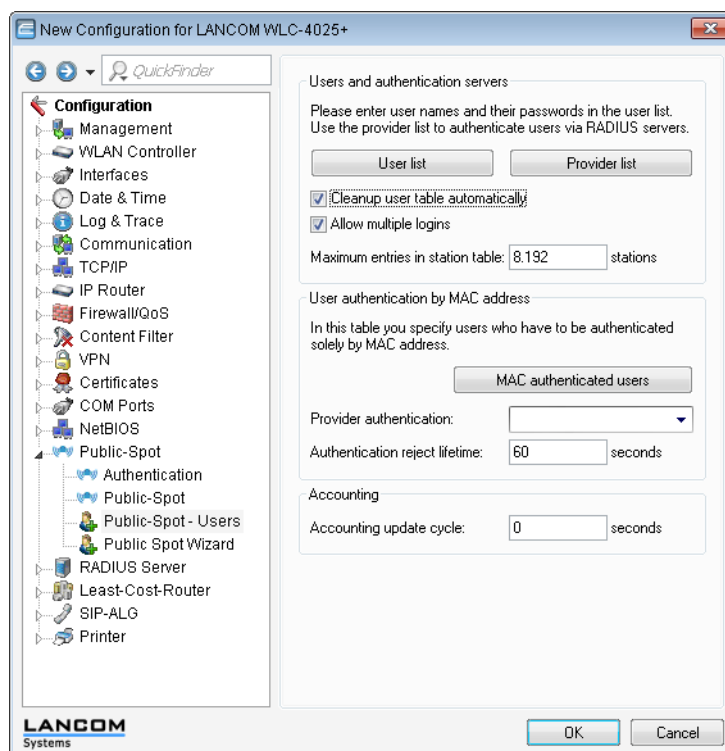 New Configuration for LANCOM WLC-4025+
QuickFinder
Configuration
Management
WLAN Controller
Interfaces
Date & Time
Log & Trace
Communication
TCP/IP
IP Router
Firewall/QoS
Content Filter
VPN
Certificates
COM Ports
NetBIOS
Public-Spot
Authentication
Public-Spot
Public-Spot - Users
Public Spot Wizard
RADIUS Server
Least-Cost-Router
SIP-ALG
Printer
Users and authentication servers
Please enter user names and their passwords in the user list.
Use the provider list to authenticate users via RADIUS servers.
User list Provider list
Cleanup user table automatically
Allow multiple logins
Maximum entries in station table: 8.192 stations
User authentication by MAC address
In this table you specify users who have to be authenticated
solely by MAC address.
MAC authenticated users
Provider authentication:
Authentication reject lifetime: 60 seconds
Accounting
Accounting update cycle: 0 seconds
LANCOM
Systems
OK Cancel